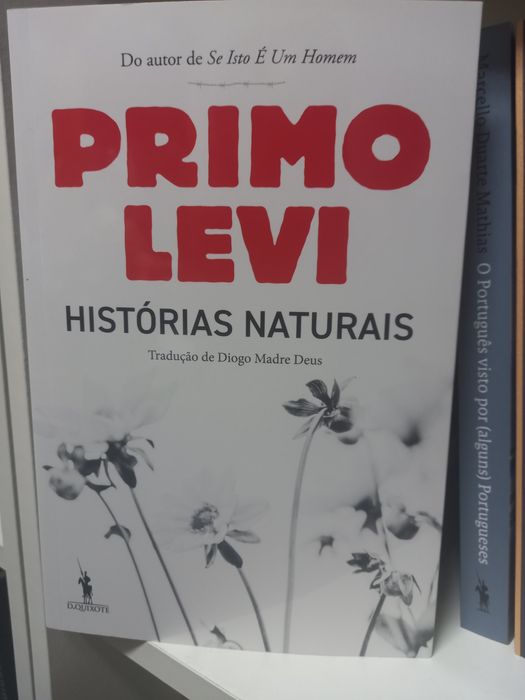 Do autor de Se Isto É Um Homem
PRIMO
LEVI
HISTÓRIAS NATURAIS
Tradução de Diogo Madre Deus
D.QUIXOTE
Marcello Duarte Mathias O Português visto por (alguns) Portugueses